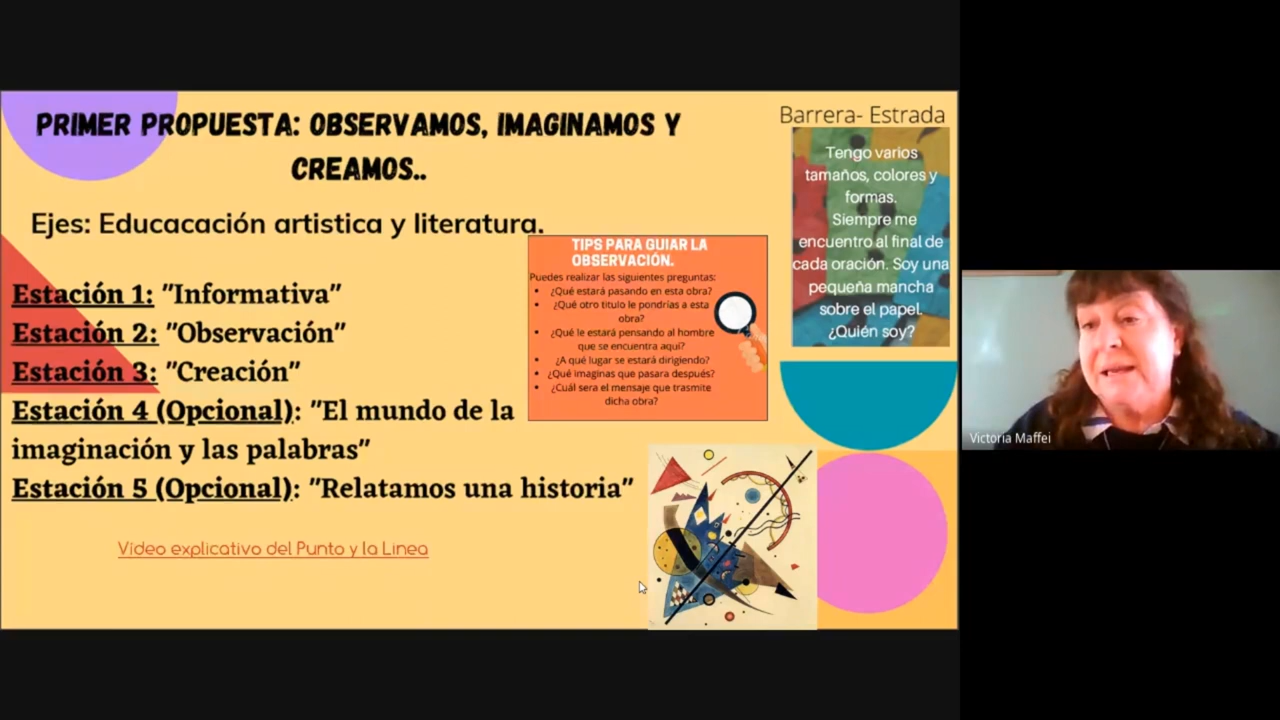 PRIMER PROPUESTA: OBSERVAMOS, IMAGINAMOS Y
CREAMOS..
Ejes: Educacación artistica y literatura.
Estación 1: "Informativa"
Estación 2: "Observación"
Estación 3: "Creación"
Estación 4 (Opcional): "El mundo de la
imaginación y las palabras"
Estación 5 (Opcional): "Relatamos una historia"
Vídeo explicativo del Punto y la Linea
TIPS PARA GUIAR LA
OBSERVACIÓN.
Puedes realizar las siguientes preguntas:
• ¿Qué estará pasando en esta obra?
• ¿Qué otro titulo le pondrías a esta
obra?
• ¿Qué le estará pensando al hombre
que se encuentra aquí?
• ¿A qué lugar se estará dirigiendo?
• ¿Qué imaginas que pasara después?
• ¿Cuál sera el mensaje que trasmite
dicha obra?
Barrera- Estrada
Tengo varios
tamaños, colores y
formas.
Siempre me
encuentro al final de
cada oración. Soy una
pequeña mancha
sobre el papel.
¿Quién soy?
Victoria Maffei